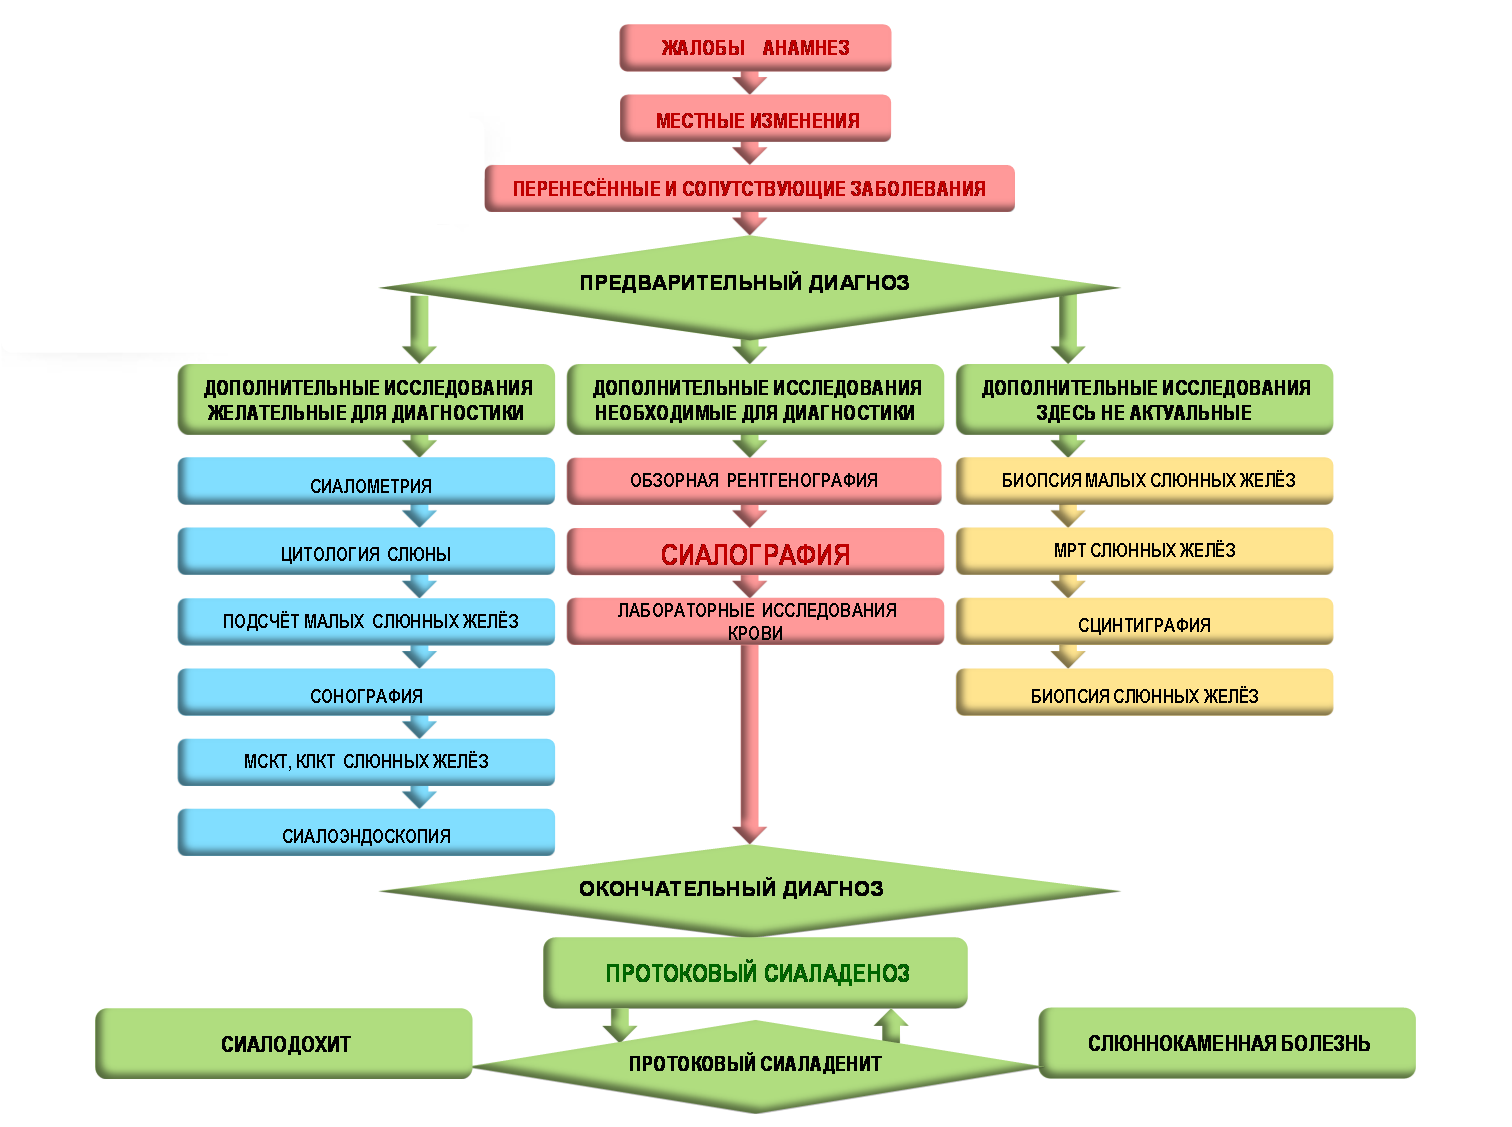 ЖАЛОБЫ АНАМНЕЗ
МЕСТНЫЕ ИЗМЕНЕНИЯ
ПЕРЕНЕСЁННЫЕ И СОПУТСТВУЮЩИЕ ЗАБОЛЕВАНИЯ
ПРЕДВАРИТЕЛЬНЫЙ ДИАГНОЗ
ДОПОЛНИТЕЛЬНЫЕ ИССЛЕДОВАНИЯ
ЖЕЛАТЕЛЬНЫЕ ДЛЯ ДИАГНОСТИКИ
СИАЛОМЕТРИЯ
ЦИТОЛОГИЯ СЛЮНЫ
ПОДСЧЁТ МАЛЫХ СЛЮННЫХ ЖЕЛЁЗ
СОНОГРАФИЯ
МСКТ, КЛКТ СЛЮННЫХ ЖЕЛЁЗ
СИАЛОЭНДОСКОПИЯ
ДОПОЛНИТЕЛЬНЫЕ ИССЛЕДОВАНИЯ
НЕОБХОДИМЫЕ ДЛЯ ДИАГНОСТИКИ
ОБЗОРНАЯ РЕНТГЕНОГРАФИЯ
СИАЛОГРАФИЯ
ЛАБОРАТОРНЫЕ ИССЛЕДОВАНИЯ
КРОВИ
ДОПОЛНИТЕЛЬНЫЕ ИССЛЕДОВАНИЯ
ЗДЕСЬ НЕ АКТУАЛЬНЫЕ
БИОПСИЯ МАЛЫХ СЛЮННЫХ ЖЕЛЁЗ
МРТ СЛЮННЫХ ЖЕЛЁЗ
СЦИНТИГРАФИЯ
БИОПСИЯ СЛЮННЫХ ЖЕЛЁЗ
ОКОНЧАТЕЛЬНЫЙ ДИАГНОЗ
ПРОТОКОВЫЙ СИАЛАДЕНОЗ
СИАЛОДОХИТ
ПРОТОКОВЫЙ СИАЛАДЕНИТ
СЛЮННОКАМЕННАЯ БОЛЕЗНЬ